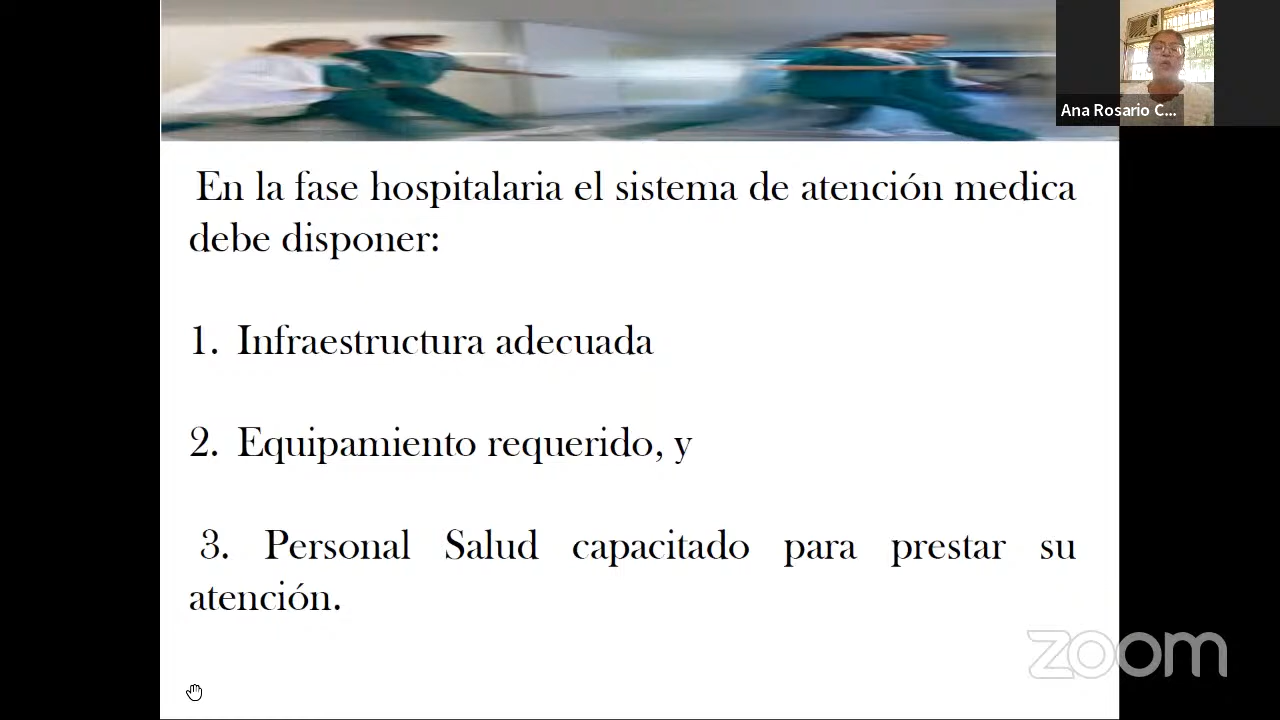 Ana Rosario C...
En la fase hospitalaria el sistema de atención medica
debe disponer:
1. Infraestructura adecuada
2. Equipamiento requerido, y
3. Personal Salud capacitado para prestar su
atención.
zoom